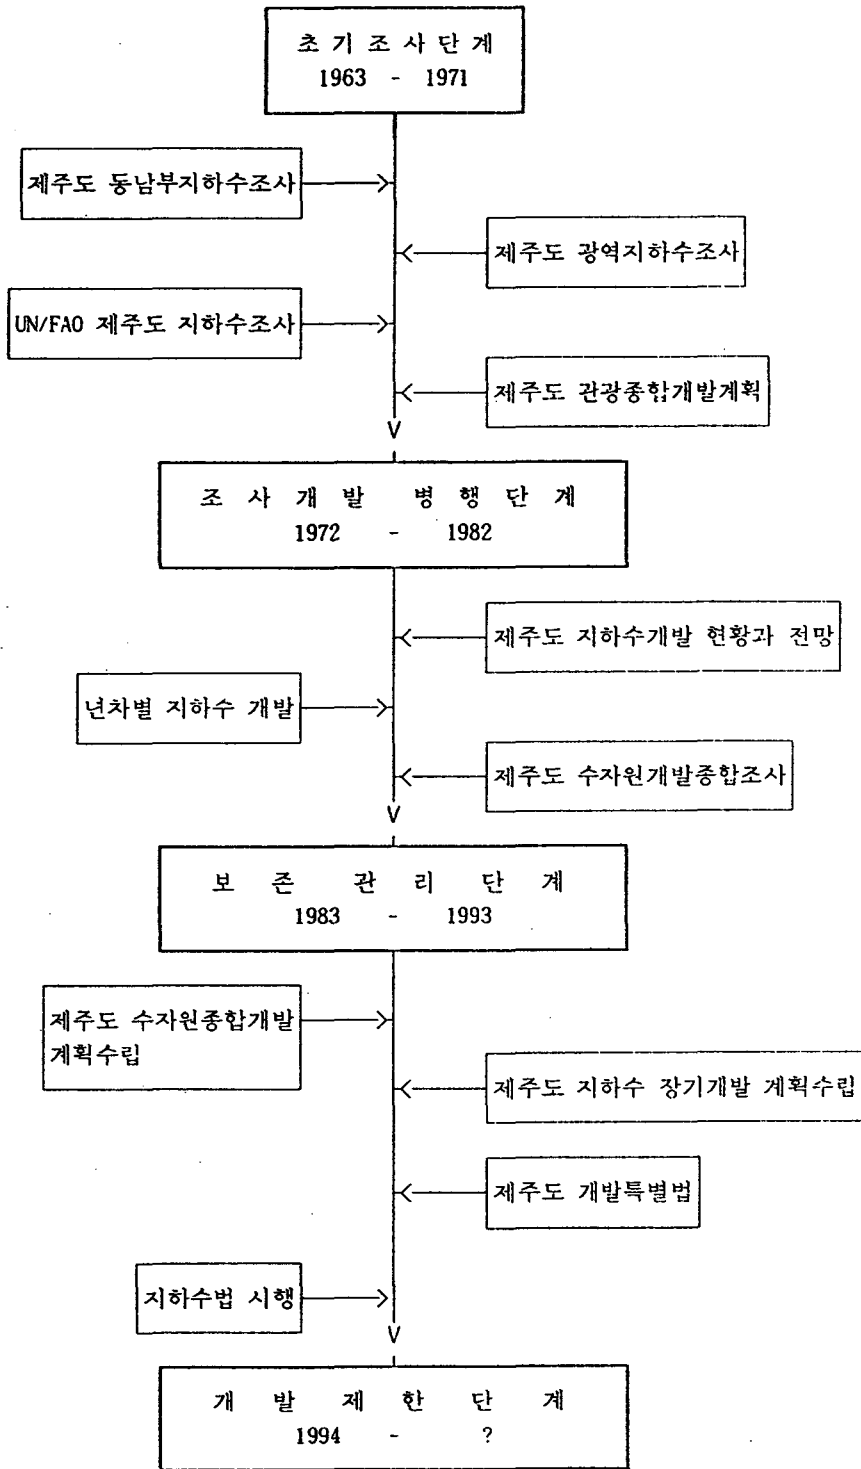 초 기 조 사 단 계
1963 - 1971
제주도 동남부지하수조사
제주도 광역지하수조사
UN/FAO 제주도 지하수조사
제주도 관광종합개발계획
조 사 개 발 병 행 단 계
1972 - 1982
제주도 지하수개발 현황과 전망
년차별 지하수 개발
제주도 수자원개발종합조사
보 존 관 리 단 계
1983 - 1993
제주도 수자원종합개발
계획수립
제주도 지하수 장기개발 계획수립
제주도 개발특별법
지하수법 시행
개 발 제 한 단 계
1994 - ?